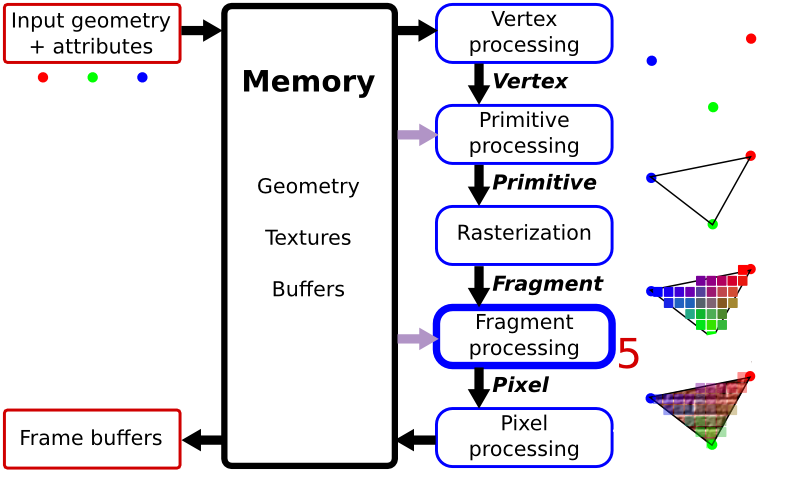 Input geometry
+ attributes
Memory
Geometry
Textures
Buffers
Frame buffers
Vertex
processing
Vertex
Primitive
processing
Primitive
Rasterization
Fragment
Fragment
processing
5
Pixel
Pixel
processing